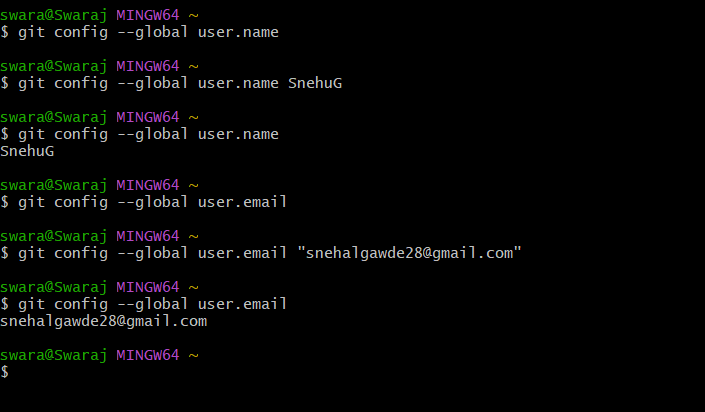 swara@Swaraj MINGW64 ~
$ git config --global user.name
swara@Swaraj MINGW64 ~
$ git config --global user.name SnehuG
swara@Swaraj MINGW64 ~
$ git config --global user.name
SnehuG
swara@Swaraj MINGW64 ~
$ git config --global user.email
swara@Swaraj MINGW64 ~
$ git config --global user.email "snehalgawde28@gmail.com"
swara@Swaraj MINGW64 ~
$ git config --global user.email
snehalgawde28@gmail.com
swara@Swaraj MINGW64 ~
$